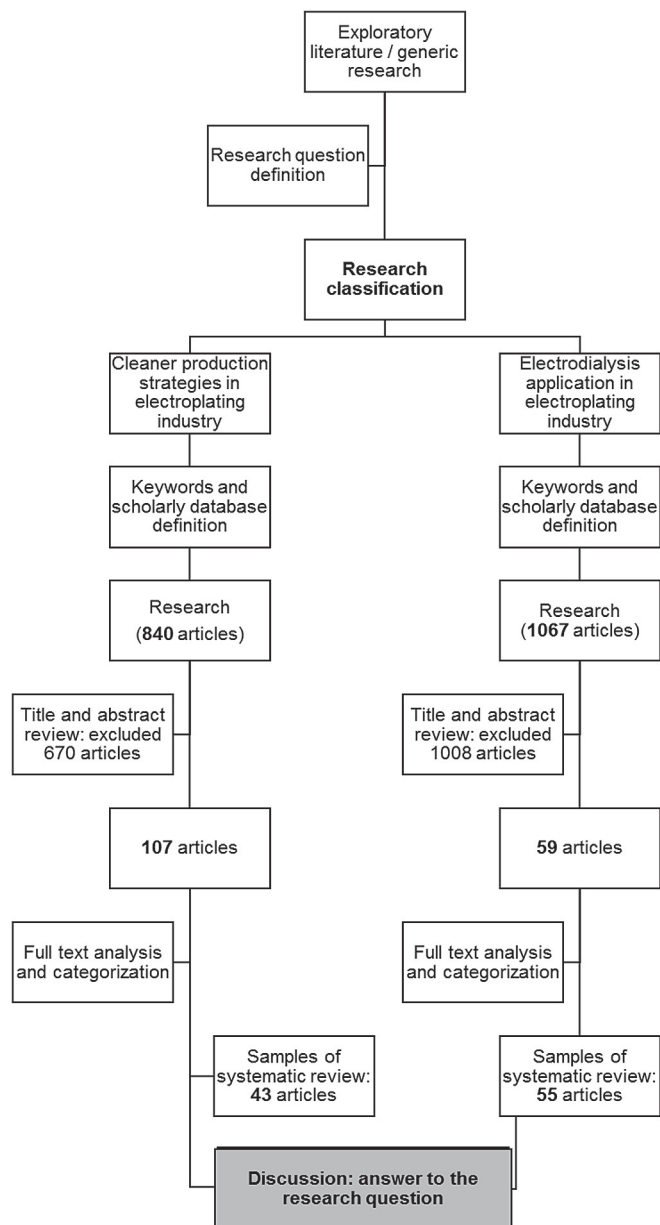 Exploratory
literature / generic
research
Research question
definition
Research
classification
Cleaner production
strategies in
electroplating
industry
Electrodialysis
application in
electroplating
industry
Keywords and
scholarly database
definition
Keywords and
scholarly database
definition
Research
(840 articles)
Research
(1067 articles)
Title and abstract
review: excluded
670 articles
Title and abstract
review: excluded
1008 articles
107 articles
59 articles
Full text analysis
and categorization
Full text analysis
and categorization
Samples of
systematic review:
43 articles
Samples of
systematic review:
55 articles
Discussion: answer to the
research question